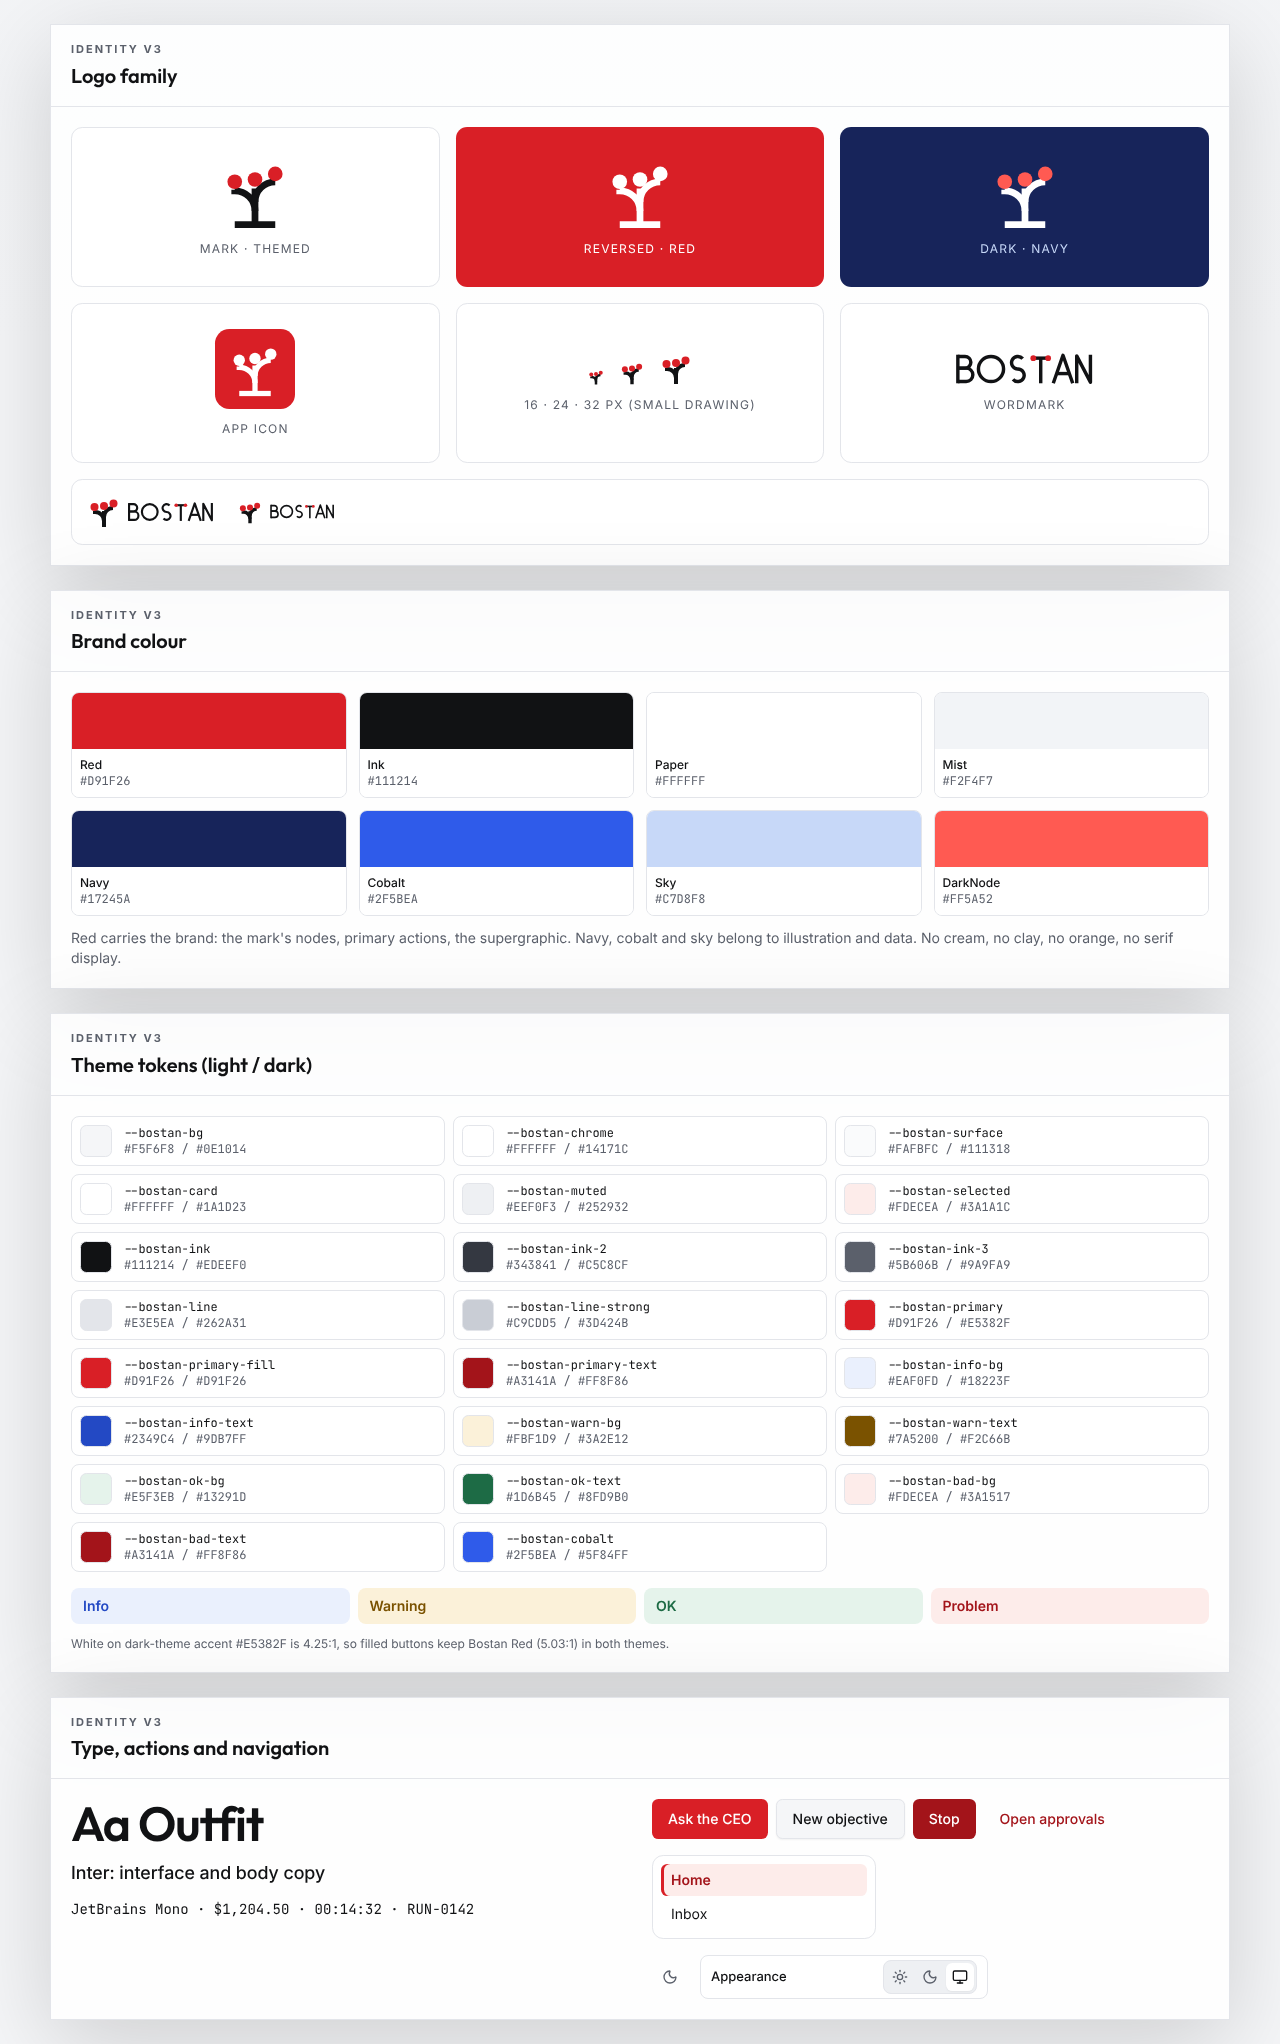 IDENTITY V3
Logo family
MARK · THEMED
REVERSED · RED
DARK · NAVY
APP ICON
16 · 24 · 32 PX (SMALL DRAWING)
BOSTAN
WORDMARK
BOSTAN
BOSTAN
IDENTITY V3
Brand colour
Red
#D91F26
Ink
#111214
Paper
#FFFFFF
Mist
#F2F4F7
Navy
#17245A
Cobalt
#2F5BEA
Sky
#C7D8F8
DarkNode
#FF5A52
Red carries the brand: the mark's nodes, primary actions, the supergraphic. Navy, cobalt and sky belong to illustration and data. No cream, no clay, no orange, no serif
display.
IDENTITY V3
Theme tokens (light / dark)
--bostan-bg
#F5F6F8 / #0E1014
--bostan-chrome
#FFFFFF / #14171C
--bostan-surface
#FAFBFC / #111318
--bostan-card
#FFFFFF / #1A1D23
--bostan-muted
#EEF0F3 / #252932
--bostan-selected
#FDECEA / #3A1A1C
--bostan-ink
#111214 / #EDEEF0
--bostan-ink-2
#343841 / #C5C8CF
--bostan-ink-3
#5B606B / #9A9FA9
--bostan-line
#E3E5EA / #262A31
--bostan-line-strong
#C9CDD5 / #3D424B
--bostan-primary
#D91F26 / #E5382F
--bostan-primary-fill
#D91F26 / #D91F26
--bostan-primary-text
#A3141A / #FF8F86
--bostan-info-bg
#EAF0FD / #18223F
--bostan-info-text
#2349C4 / #9DB7FF
--bostan-warn-bg
#FBF1D9 / #3A2E12
--bostan-warn-text
#7A5200 / #F2C66B
--bostan-ok-bg
#E5F3EB / #13291D
--bostan-ok-text
#1D6B45 / #8FD9B0
--bostan-bad-bg
#FDECEA / #3A1517
--bostan-bad-text
#A3141A / #FF8F86
--bostan-cobalt
#2F5BEA / #5F84FF
Info
Warning
OK
Problem
White on dark-theme accent #E5382F is 4.25:1, so filled buttons keep Bostan Red (5.03:1) in both themes.
IDENTITY V3
Type, actions and navigation
Aa Outfit
Inter: interface and body copy
JetBrains Mono · $1,204.50 · 00:14:32 · RUN-0142
Ask the CEO
New objective
Stop
Open approvals
Home
Inbox
Appearance